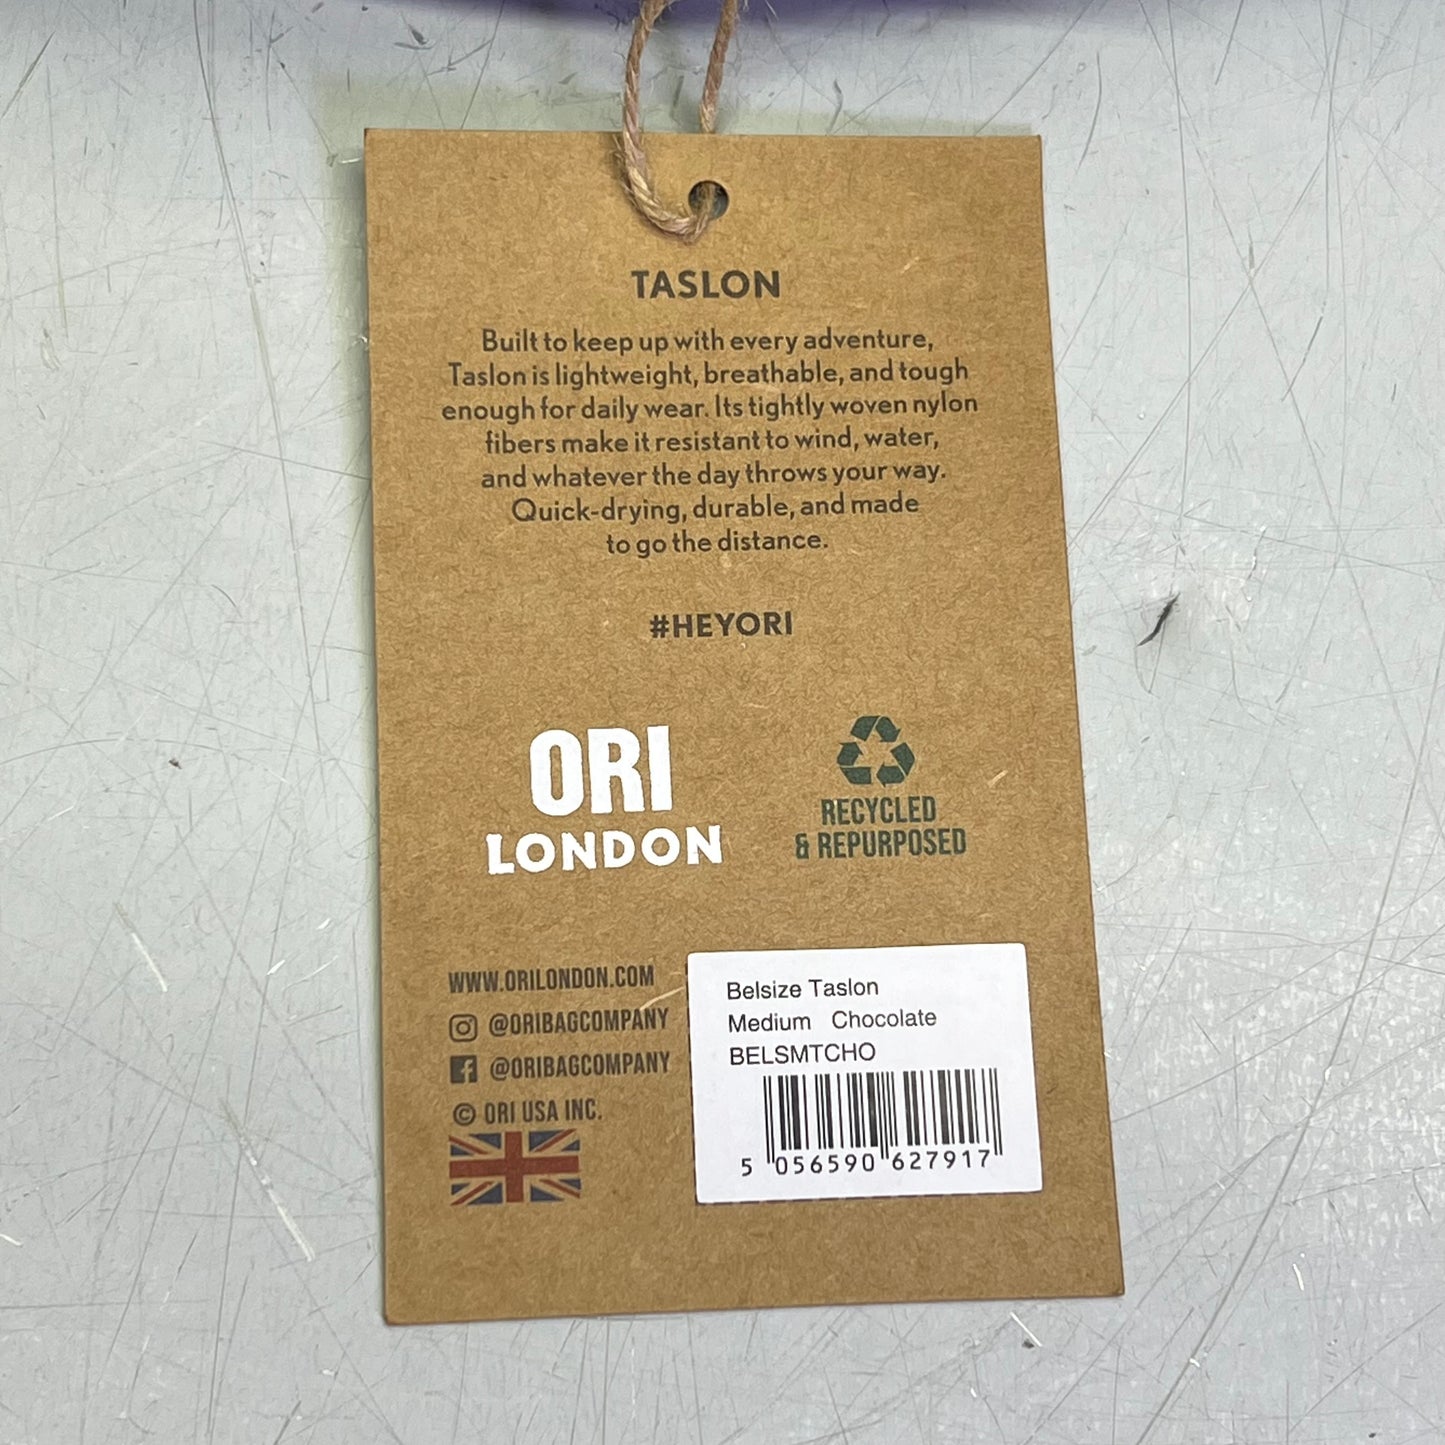 TASLON
Built to keep up with every adventure,
Taslon is lightweight, breathable, and tough
enough for daily wear. Its tightly woven nylon
fibers make it resistant to wind, water,
and whatever the day throws your way.
Quick-drying, durable, and made
to go the distance.
#HEYORI
ORI
LONDON
RECYCLED
& REPURPOSED
WWW.ORILONDON.COM
@ORIBAGCOMPANY
@ORIBAGCOMPANY
© ORI USA INC.
Belsize Taslon
Medium Chocolate
BELSMTCHO
5 056590 627917